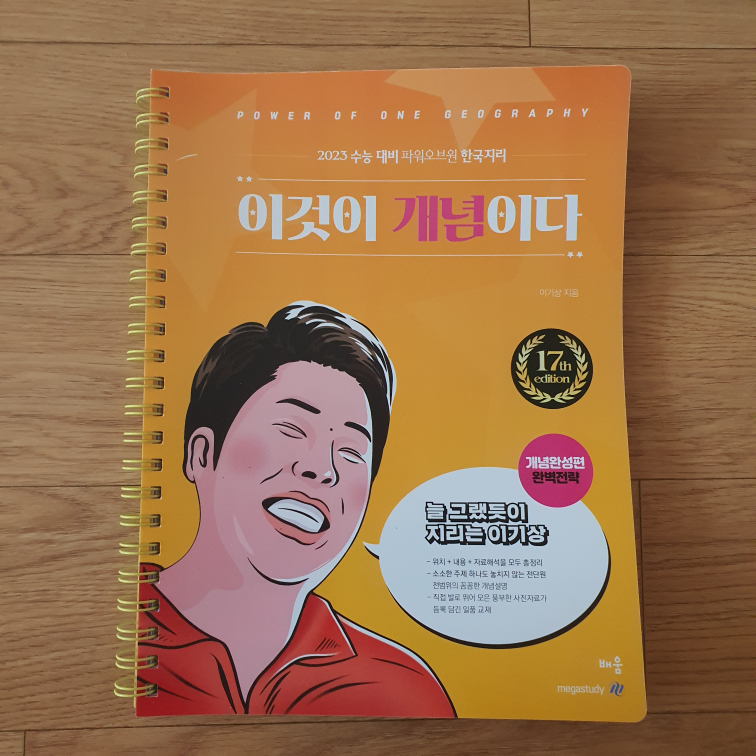 POWER OF ONE GEOGRAPHY
2023 수능 대비 파워오브원 한국지리
이것이 개념이다
이기상 지음
17th
edition
개념완성편
완벽전략
늘 그랬듯이
지리는 이기상
- 위치 + 내용 + 자료해석을 모두 총정리
- 소소한 주제 하나도 놓치지 않는 전단원
전범위의 꼼꼼한 개념설명
- 직접 발로 뛰어 모은 풍부한 사진자료가
듬뿍 담긴 일품 교재
배움
megastudy